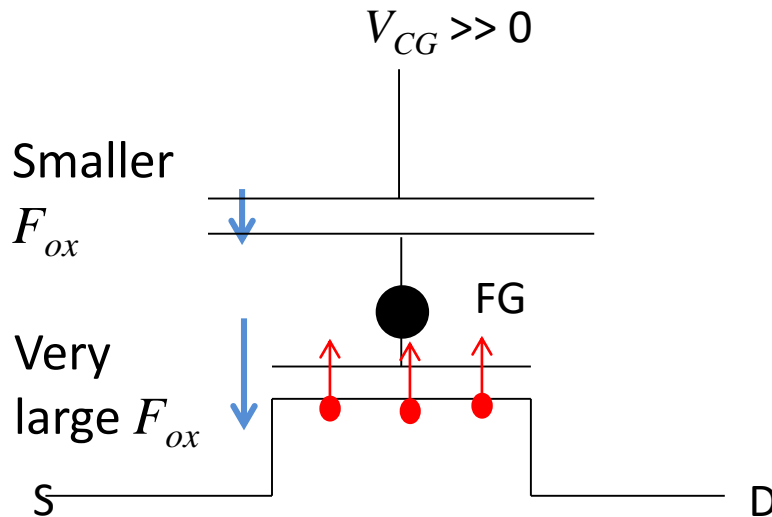 V_CG >> 0
Smaller
F_ox
FG
Very
large F_ox
S
D